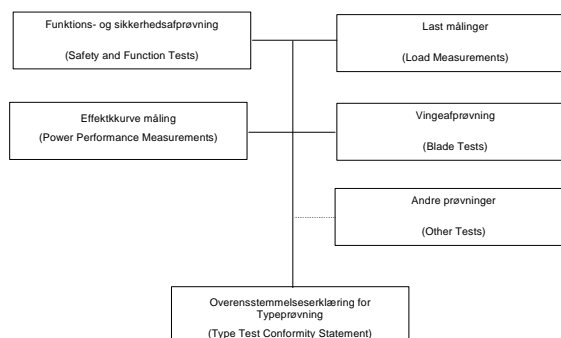 Funktions- og sikkerhedsafprøvning
(Safety and Function Tests)
Last målinger
(Load Measurements)
Effektkkurve måling
(Power Performance Measurements)
Vingeafprøvning
(Blade Tests)
Andre prøvninger
(Other Tests)
Overensstemmelseserklæring for
Typeprøvning
(Type Test Conformity Statement)